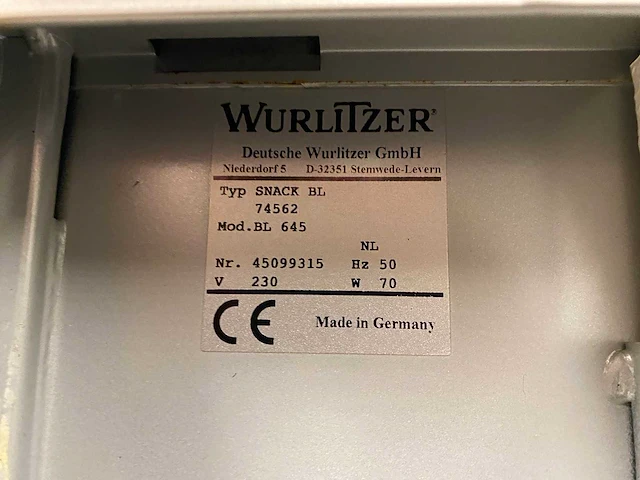 WURLITZER®
Deutsche Wurlitzer GmbH
Niederdorf 5 D-32351 Stemwede-Levern
Typ SNACK BL
74562
Mod.BL 645
NL
Nr. 45099315 Hz 50
V 230 W 70
CE Made in Germany